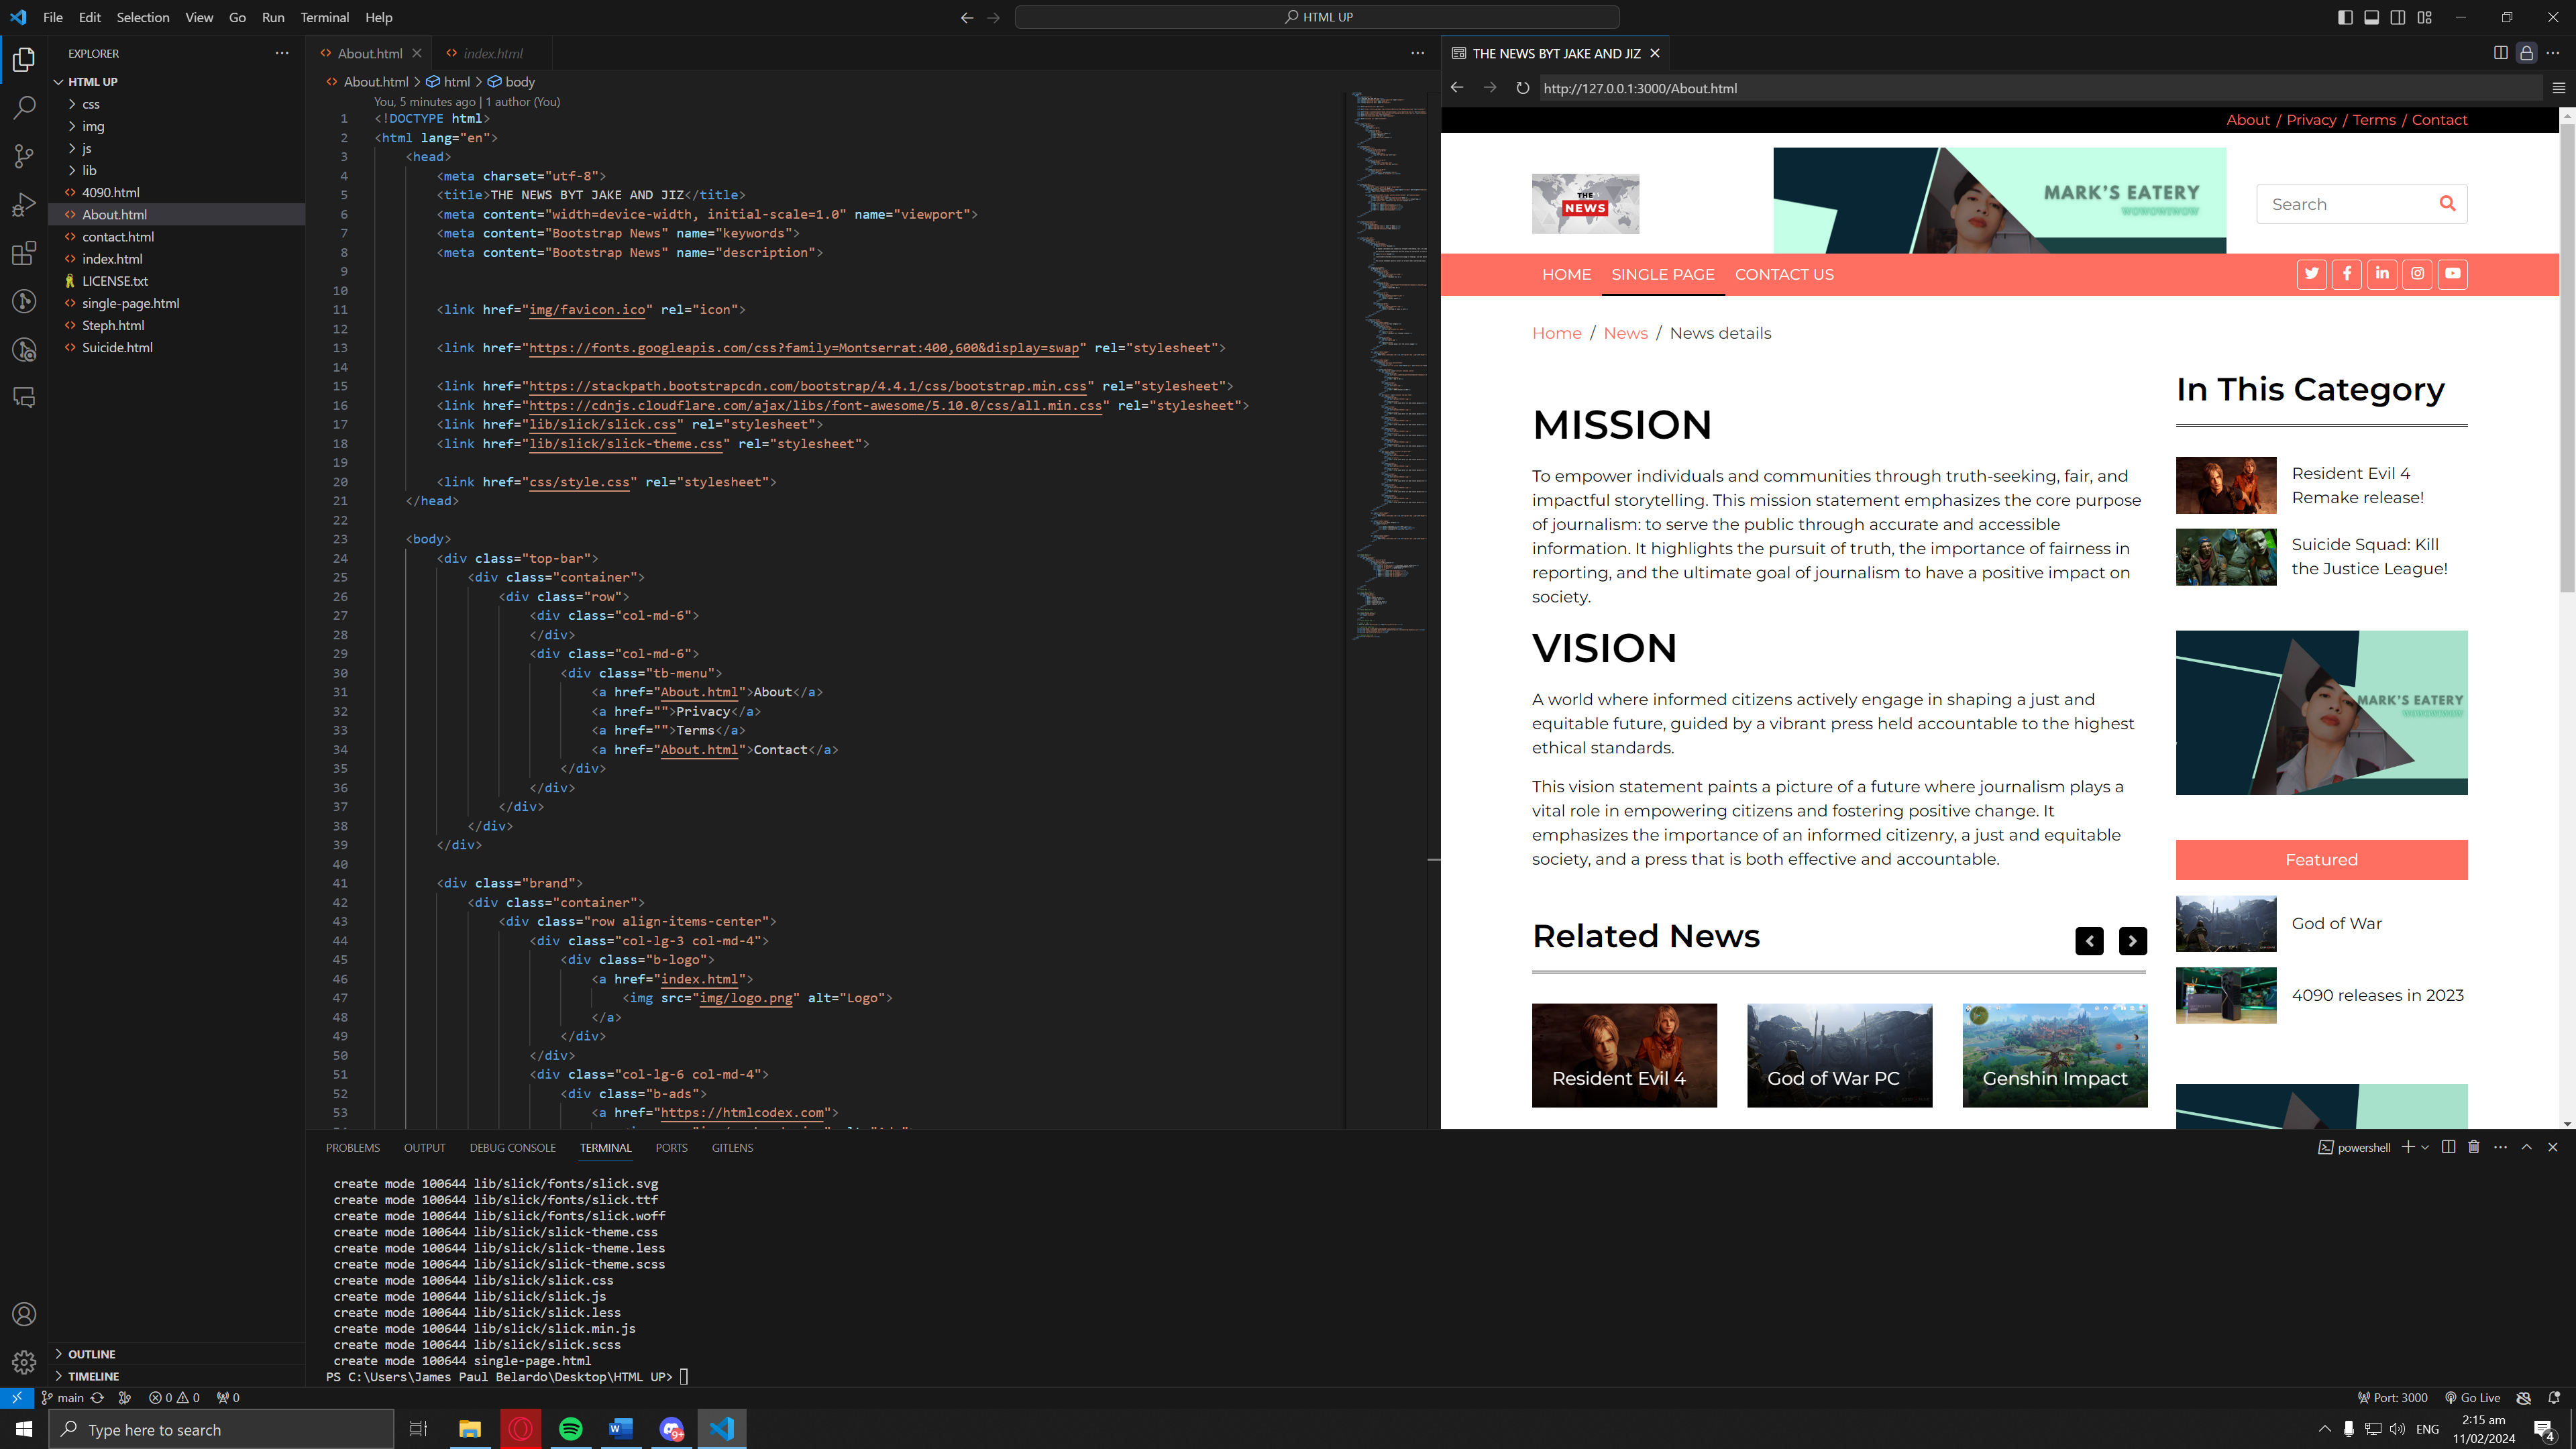 File Edit Selection View Go Run Terminal Help
HTML UP
EXPLORER
HTML UP
css
img
js
lib
4090.html
About.html
contact.html
index.html
LICENSE.txt
single-page.html
Steph.html
Suicide.html
OUTLINE
TIMELINE
About.html index.html
About.html > html > body
You, 5 minutes ago | 1 author (You)
1 <!DOCTYPE html>
2 <html lang="en">
3 <head>
4 <meta charset="utf-8">
5 <title>THE NEWS BYT JAKE AND JIZ</title>
6 <meta content="width=device-width, initial-scale=1.0" name="viewport">
7 <meta content="Bootstrap News" name="keywords">
8 <meta content="Bootstrap News" name="description">
9
10
11 <link href="img/favicon.ico" rel="icon">
12
13 <link href="https://fonts.googleapis.com/css?family=Montserrat:400,600&display=swap" rel="stylesheet">
14
15 <link href="https://stackpath.bootstrapcdn.com/bootstrap/4.4.1/css/bootstrap.min.css" rel="stylesheet">
16 <link href="https://cdnjs.cloudflare.com/ajax/libs/font-awesome/5.10.0/css/all.min.css" rel="stylesheet">
17 <link href="lib/slick/slick.css" rel="stylesheet">
18 <link href="lib/slick/slick-theme.css" rel="stylesheet">
19
20 <link href="css/style.css" rel="stylesheet">
21 </head>
22
23 <body>
24 <div class="top-bar">
25 <div class="container">
26 <div class="row">
27 <div class="col-md-6">
28 </div>
29 <div class="col-md-6">
30 <div class="tb-menu">
31 <a href="About.html">About</a>
32 <a href="">Privacy</a>
33 <a href="">Terms</a>
34 <a href="About.html">Contact</a>
35 </div>
36 </div>
37 </div>
38 </div>
39 </div>
40
41 <div class="brand">
42 <div class="container">
43 <div class="row align-items-center">
44 <div class="col-lg-3 col-md-4">
45 <div class="b-logo">
46 <a href="index.html">
47 <img src="img/logo.png" alt="Logo">
48 </a>
49 </div>
50 </div>
51 <div class="col-lg-6 col-md-4">
52 <div class="b-ads">
53 <a href="https://htmlcodex.com">
THE NEWS BYT JAKE AND JIZ
http://127.0.0.1:3000/About.html
About / Privacy / Terms / Contact
THE
NEWS
MARK'S EATERY
Search
HOME SINGLE PAGE CONTACT US
Home / News / News details
MISSION
To empower individuals and communities through truth-seeking, fair, and
impactful storytelling. This mission statement emphasizes the core purpose
of journalism: to serve the public through accurate and accessible
information. It highlights the pursuit of truth, the importance of fairness in
reporting, and the ultimate goal of journalism to have a positive impact on
society.
VISION
A world where informed citizens actively engage in shaping a just and
equitable future, guided by a vibrant press held accountable to the highest
ethical standards.
This vision statement paints a picture of a future where journalism plays a
vital role in empowering citizens and fostering positive change. It
emphasizes the importance of an informed citizenry, a just and equitable
society, and a press that is both effective and accountable.
Related News
Resident Evil 4
God of War PC
Genshin Impact
In This Category
Resident Evil 4
Remake release!
Suicide Squad: Kill
the Justice League!
MARK'S EATERY
Featured
God of War
4090 releases in 2023
PROBLEMS OUTPUT DEBUG CONSOLE TERMINAL PORTS GITLENS
powershell
create mode 100644 lib/slick/fonts/slick.svg
create mode 100644 lib/slick/fonts/slick.ttf
create mode 100644 lib/slick/fonts/slick.woff
create mode 100644 lib/slick/slick-theme.css
create mode 100644 lib/slick/slick-theme.less
create mode 100644 lib/slick/slick-theme.scss
create mode 100644 lib/slick/slick.css
create mode 100644 lib/slick/slick.js
create mode 100644 lib/slick/slick.less
create mode 100644 lib/slick/slick.min.js
create mode 100644 lib/slick/slick.scss
create mode 100644 single-page.html
PS C:\Users\James Paul Belardo\Desktop\HTML UP>
main 0 0 0
Port: 3000 Go Live
Type here to search
9+
ENG
2:15 am
11/02/2024
4